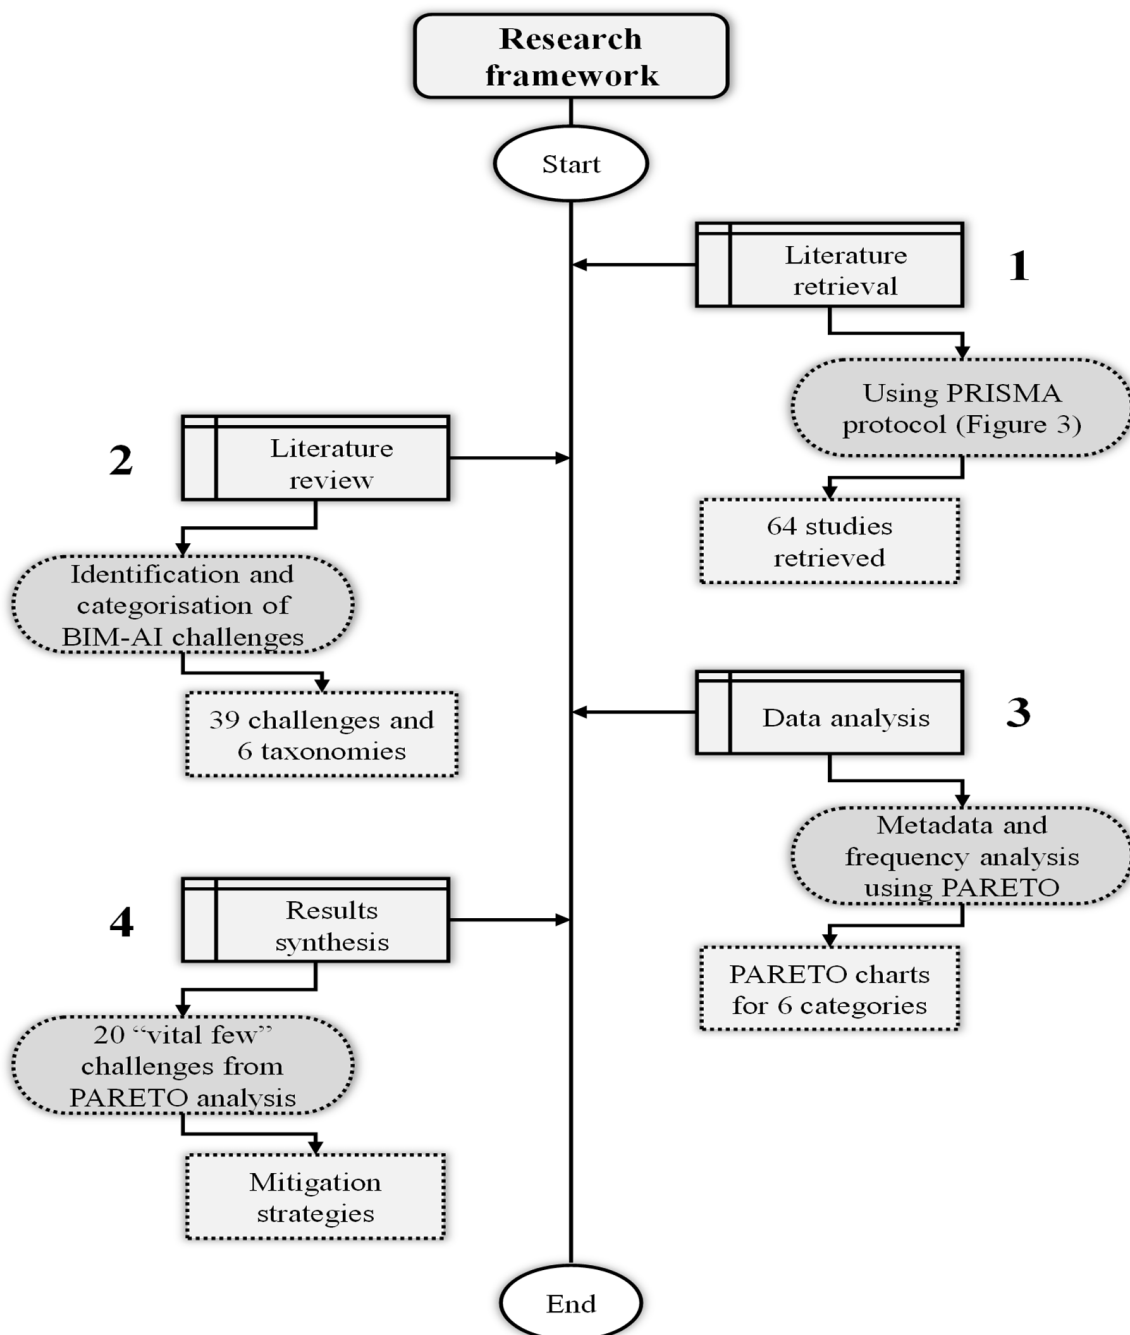 Research
framework
Start
Literature
retrieval
1
Using PRISMA
protocol (Figure 3)
64 studies
retrieved
2
Literature
review
Identification and
categorisation of
BIM-AI challenges
39 challenges and
6 taxonomies
Data analysis
3
Metadata and
frequency analysis
using PARETO
PARETO charts
for 6 categories
4
Results
synthesis
20 “vital few”
challenges from
PARETO analysis
Mitigation
strategies
End